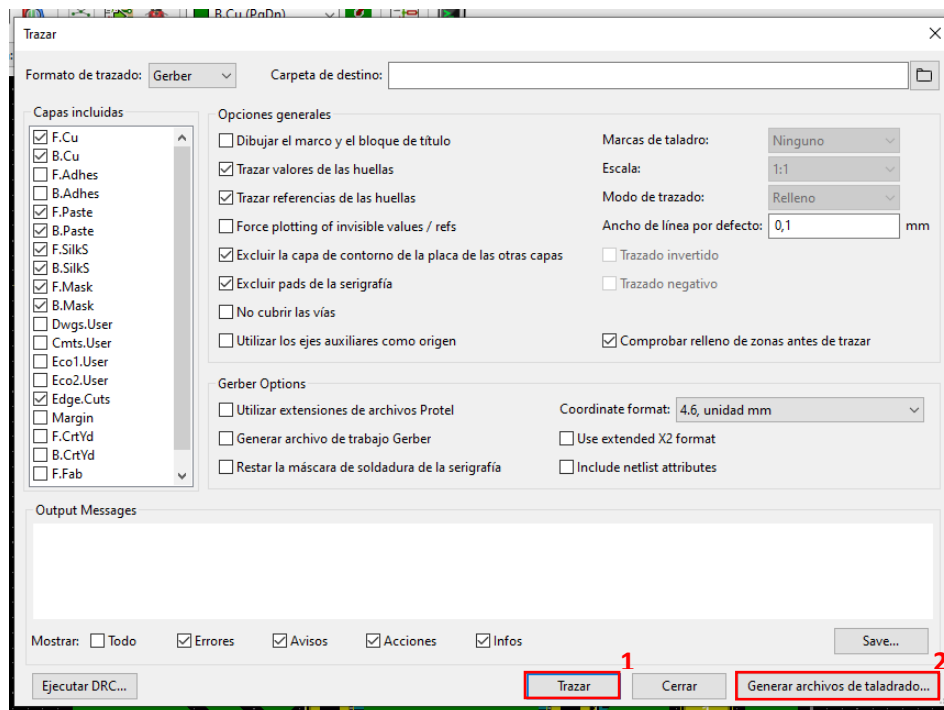 B.Cu (PgDn)
Trazar
Formato de trazado: Gerber Carpeta de destino:
Capas incluidas
F.Cu
B.Cu
F.Adhes
B.Adhes
F.Paste
B.Paste
F.SilkS
B.SilkS
F.Mask
B.Mask
Dwgs.User
Cmts.User
Eco1.User
Eco2.User
Edge.Cuts
Margin
F.CrtYd
B.CrtYd
F.Fab
Opciones generales
Dibujar el marco y el bloque de título
Trazar valores de las huellas
Trazar referencias de las huellas
Force plotting of invisible values / refs
Excluir la capa de contorno de la placa de las otras capas
Excluir pads de la serigrafía
No cubrir las vías
Utilizar los ejes auxiliares como origen
Marcas de taladro: Ninguno
Escala: 1:1
Modo de trazado: Relleno
Ancho de línea por defecto: 0,1 mm
Trazado invertido
Trazado negativo
Comprobar relleno de zonas antes de trazar
Gerber Options
Utilizar extensiones de archivos Protel
Generar archivo de trabajo Gerber
Restar la máscara de soldadura de la serigrafía
Coordinate format: 4.6, unidad mm
Use extended X2 format
Include netlist attributes
Output Messages
Mostrar: Todo Errores Avisos Acciones Infos Save...
1 2
Ejecutar DRC... Trazar Cerrar Generar archivos de taladrado...